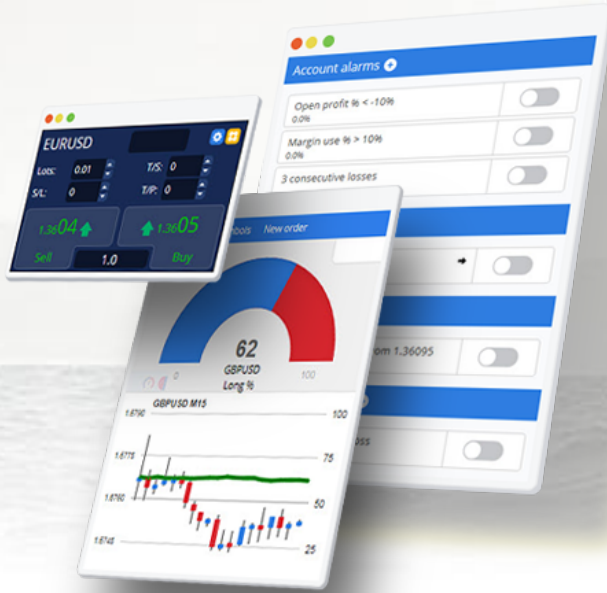 Account alarms
Open profit % < -10%
0.0%
Margin use % > 10%
0.0%
3 consecutive losses
EURUSD
Lots: 0.01 T/S: 0
S/L: 0 T/P: 0
1.3604 1.3605
Sell 1.0 Buy
New order
62
GBPUSD
Long %
0 100
GBPUSD M15
1.6790 100
1.6775 75
1.6760 50
1.6745 25
1.36095